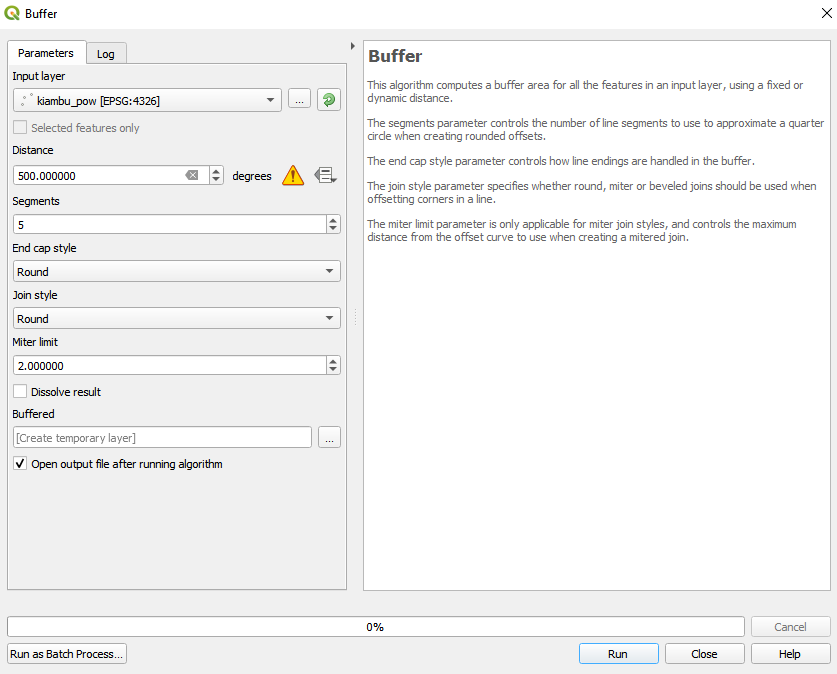 Buffer
Parameters
Log
Input layer
kiambu_pow [EPSG:4326]
...
Selected features only
Distance
500.000000
degrees
Segments
5
End cap style
Round
Join style
Round
Miter limit
2.000000
Dissolve result
Buffered
[Create temporary layer]
...
Open output file after running algorithm
Buffer
This algorithm computes a buffer area for all the features in an input layer, using a fixed or
dynamic distance.
The segments parameter controls the number of line segments to use to approximate a quarter
circle when creating rounded offsets.
The end cap style parameter controls how line endings are handled in the buffer.
The join style parameter specifies whether round, miter or beveled joins should be used when
offsetting corners in a line.
The miter limit parameter is only applicable for miter join styles, and controls the maximum
distance from the offset curve to use when creating a mitered join.
0%
Cancel
Run as Batch Process...
Run
Close
Help